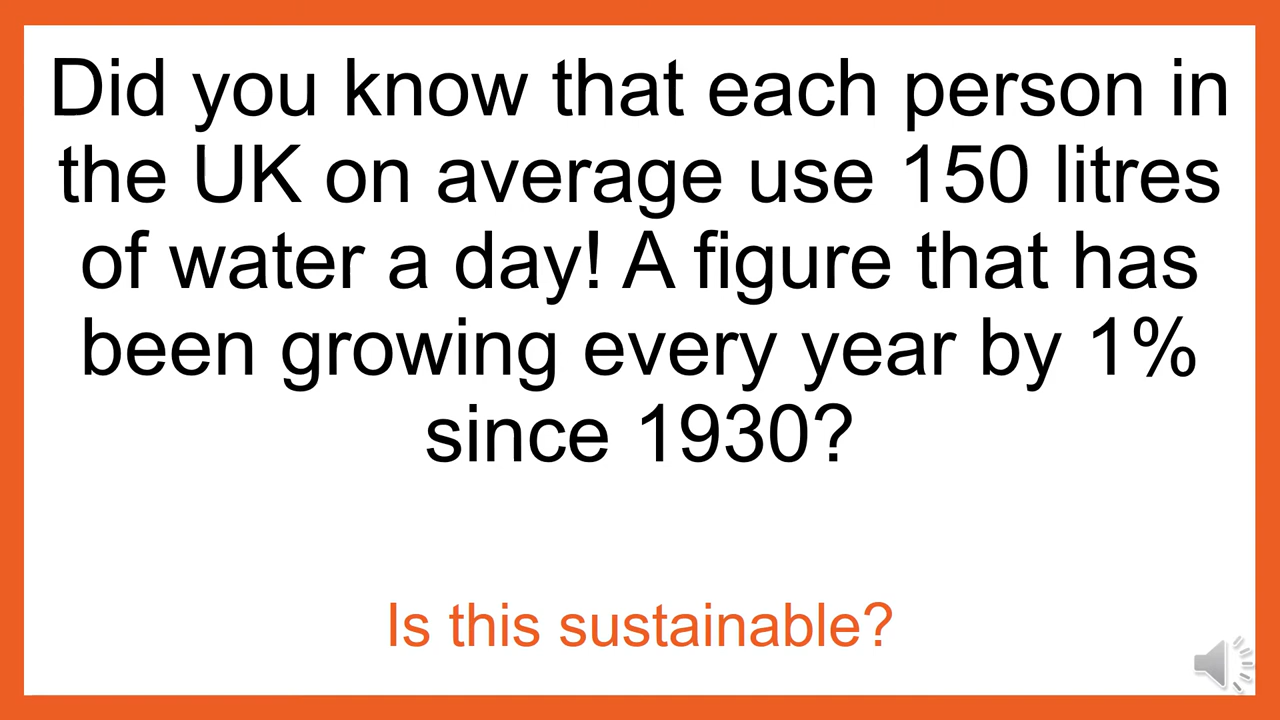 Did you know that each person in
the UK on average use 150 litres
of water a day! A figure that has
been growing every year by 1%
since 1930?
Is this sustainable?